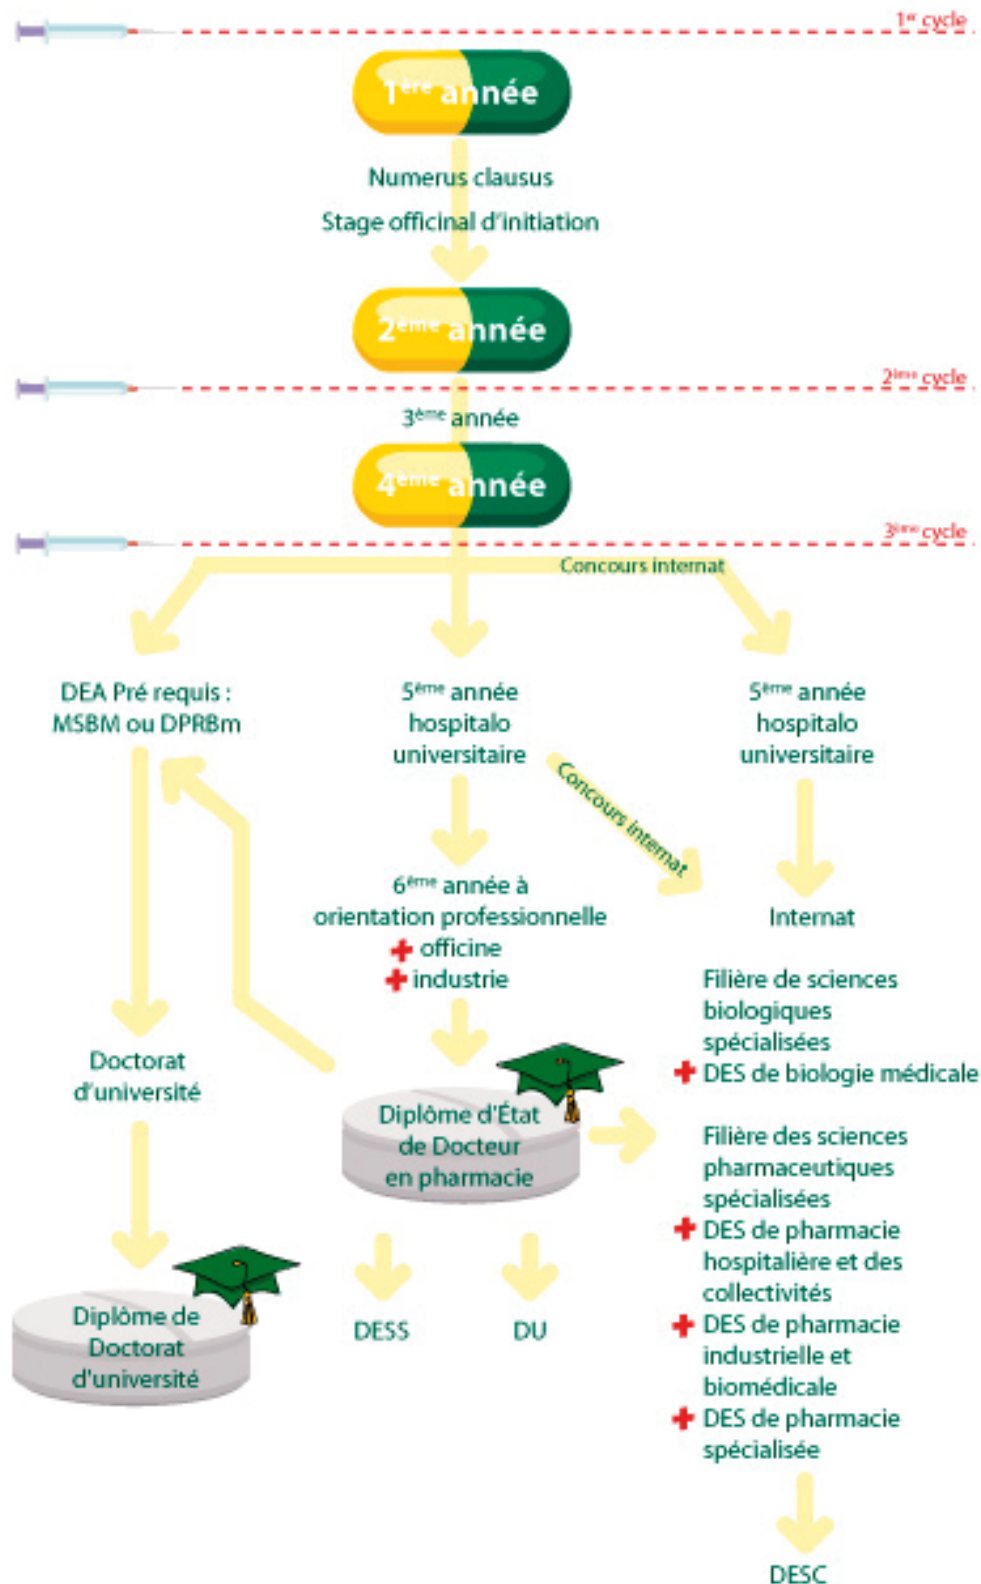 1er cycle
1ère année
Numerus clausus
Stage officinal d'initiation
2ème année
2ème cycle
3ème année
4ème année
3ème cycle
Concours internat
DEA Pré requis :
MSBM ou DPRBm
5ème année
hospitalo
universitaire
5ème année
hospitalo
universitaire
Concours internat
6ème année à
orientation professionnelle
officine
industrie
Internat
Filière de sciences
biologiques
spécialisées
DES de biologie médicale
Doctorat
d'université
Diplôme d'État
de Docteur
en pharmacie
Filière des sciences
pharmaceutiques
spécialisées
DES de pharmacie
hospitalière et des
collectivités
DES de pharmacie
industrielle et
biomédicale
DES de pharmacie
spécialisée
Diplôme de
Doctorat
d'université
DESS
DU
DESC